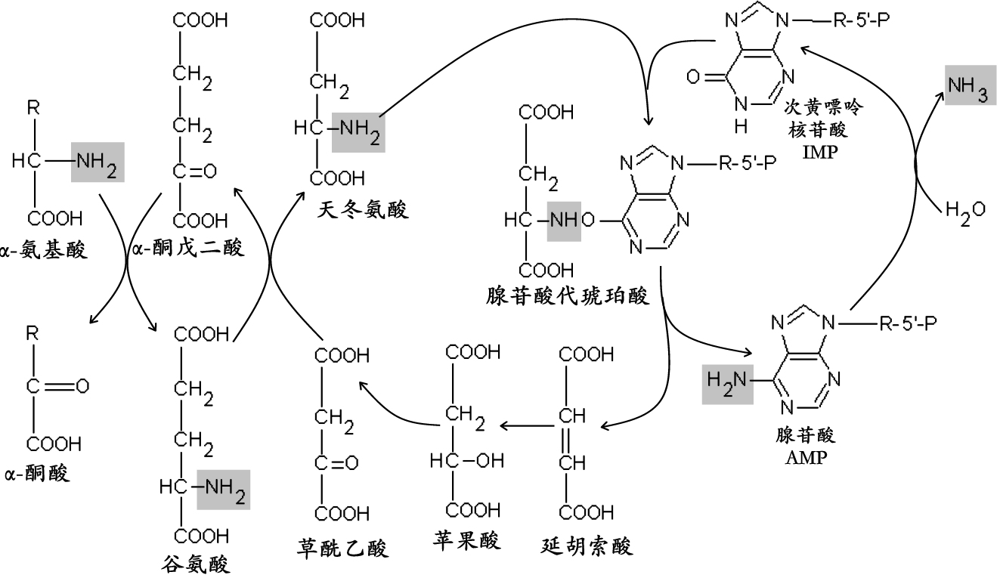 R
HC—NH2
COOH
α-氨基酸
COOH
CH2
CH2
C=O
COOH
α-酮戊二酸
COOH
CH2
HC—NH2
COOH
天冬氨酸
N
N—R-5'-P
O
N
N
H
次黄嘌呤
核苷酸
IMP
NH3
H2O
COOH
CH2
HC—NHO
COOH
N
N—R-5'-P
N
N
腺苷酸代琥珀酸
R
C=O
COOH
α-酮酸
COOH
CH2
CH2
HC—NH2
COOH
谷氨酸
COOH
CH2
C=O
COOH
草酰乙酸
COOH
CH2
HC—OH
COOH
苹果酸
COOH
CH
CH
COOH
延胡索酸
N
N—R-5'-P
H2N
N
N
腺苷酸
AMP